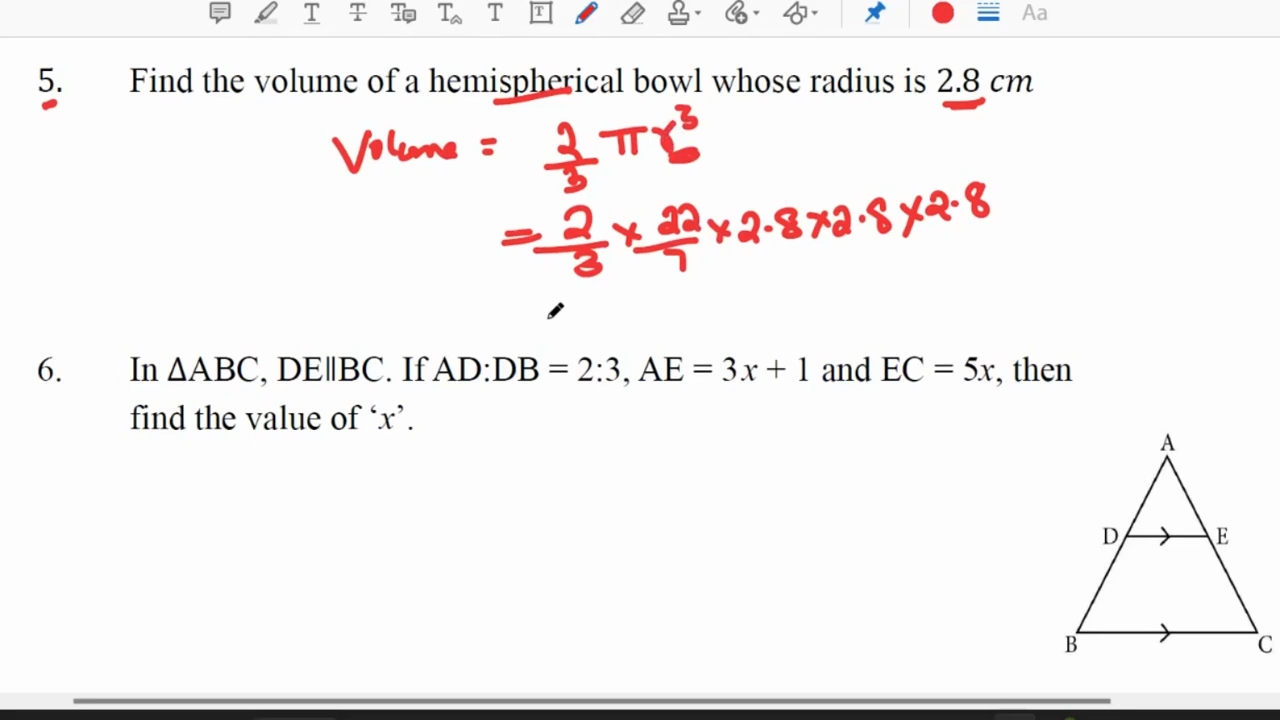 T T T T T T Aa
5. Find the volume of a hemispherical bowl whose radius is 2.8 cm
Volume = 2/3 πr³
= 2/3 × 22/7 × 2.8 × 2.8 × 2.8
6. In ΔABC, DE||BC. If AD:DB = 2:3, AE = 3x + 1 and EC = 5x, then
find the value of ‘x’.
A
D E
B C